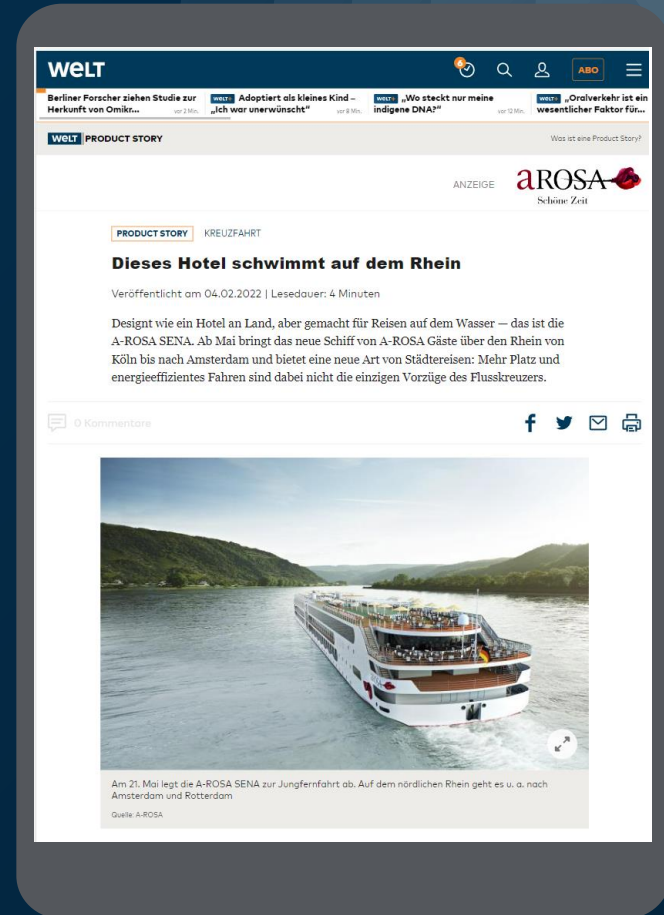 WELT
6
ABO
Berliner Forscher ziehen Studie zur
Herkunft von Omikr...
vor 2 Min.
WELT+ Adoptiert als kleines Kind –
„Ich war unerwünscht“
vor 8 Min.
WELT+ „Wo steckt nur meine
indigene DNA?“
vor 12 Min.
WELT+ „Oralverkehr ist ein
wesentlicher Faktor für...
WELT PRODUCT STORY
Was ist eine Product Story?
ANZEIGE
aROSA
Schöne Zeit
PRODUCT STORY KREUZFAHRT
Dieses Hotel schwimmt auf dem Rhein
Veröffentlicht am 04.02.2022 | Lesedauer: 4 Minuten
Designt wie ein Hotel an Land, aber gemacht für Reisen auf dem Wasser — das ist die
A-ROSA SENA. Ab Mai bringt das neue Schiff von A-ROSA Gäste über den Rhein von
Köln bis nach Amsterdam und bietet eine neue Art von Städtereisen: Mehr Platz und
energieeffizientes Fahren sind dabei nicht die einzigen Vorzüge des Flusskreuzers.
0 Kommentare
Am 21. Mai legt die A-ROSA SENA zur Jungfernfahrt ab. Auf dem nördlichen Rhein geht es u. a. nach
Amsterdam und Rotterdam
Quelle: A-ROSA